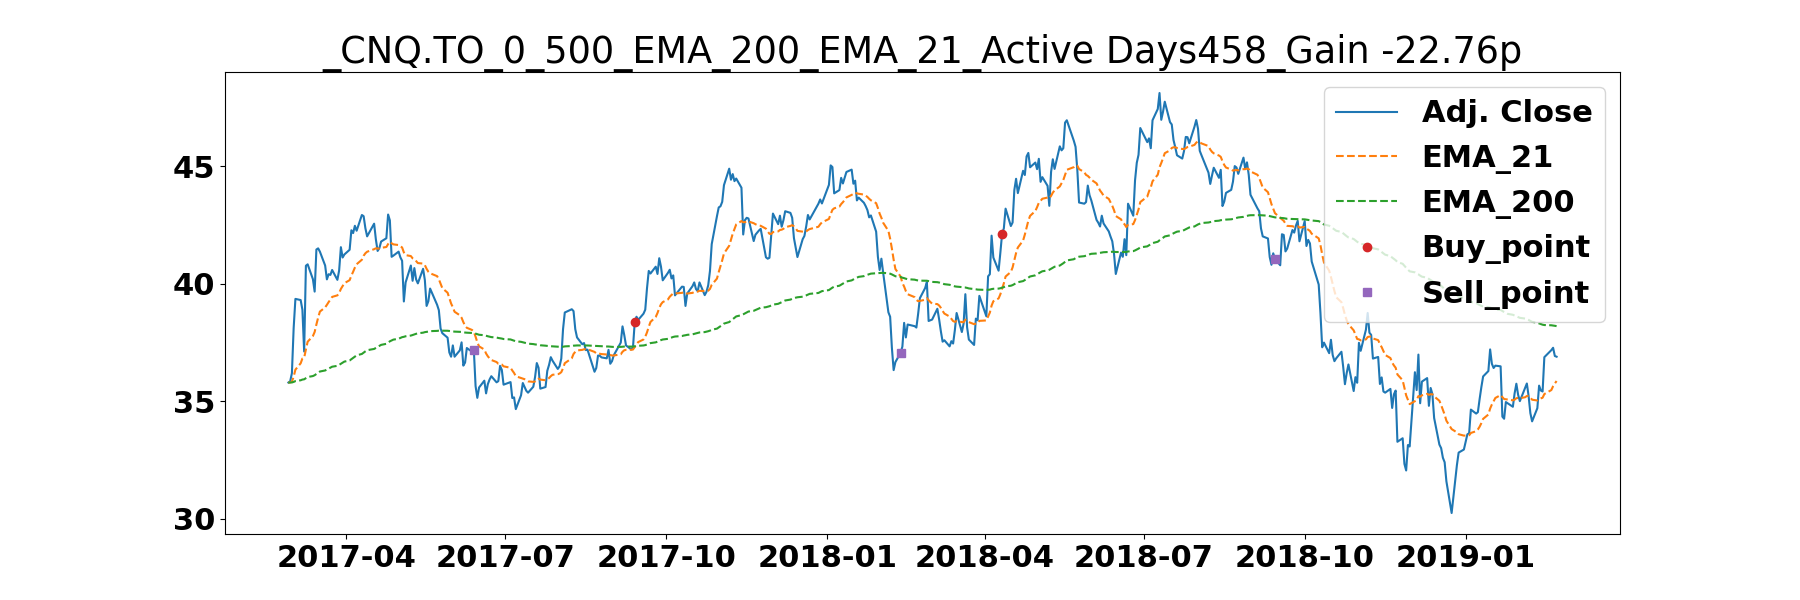 _CNQ.TO_0_500_EMA_200_EMA_21_Active Days458_Gain -22.76p
Adj. Close
EMA_21
EMA_200
Buy_point
Sell_point
45
40
35
30
2017-04 2017-07 2017-10 2018-01 2018-04 2018-07 2018-10 2019-01